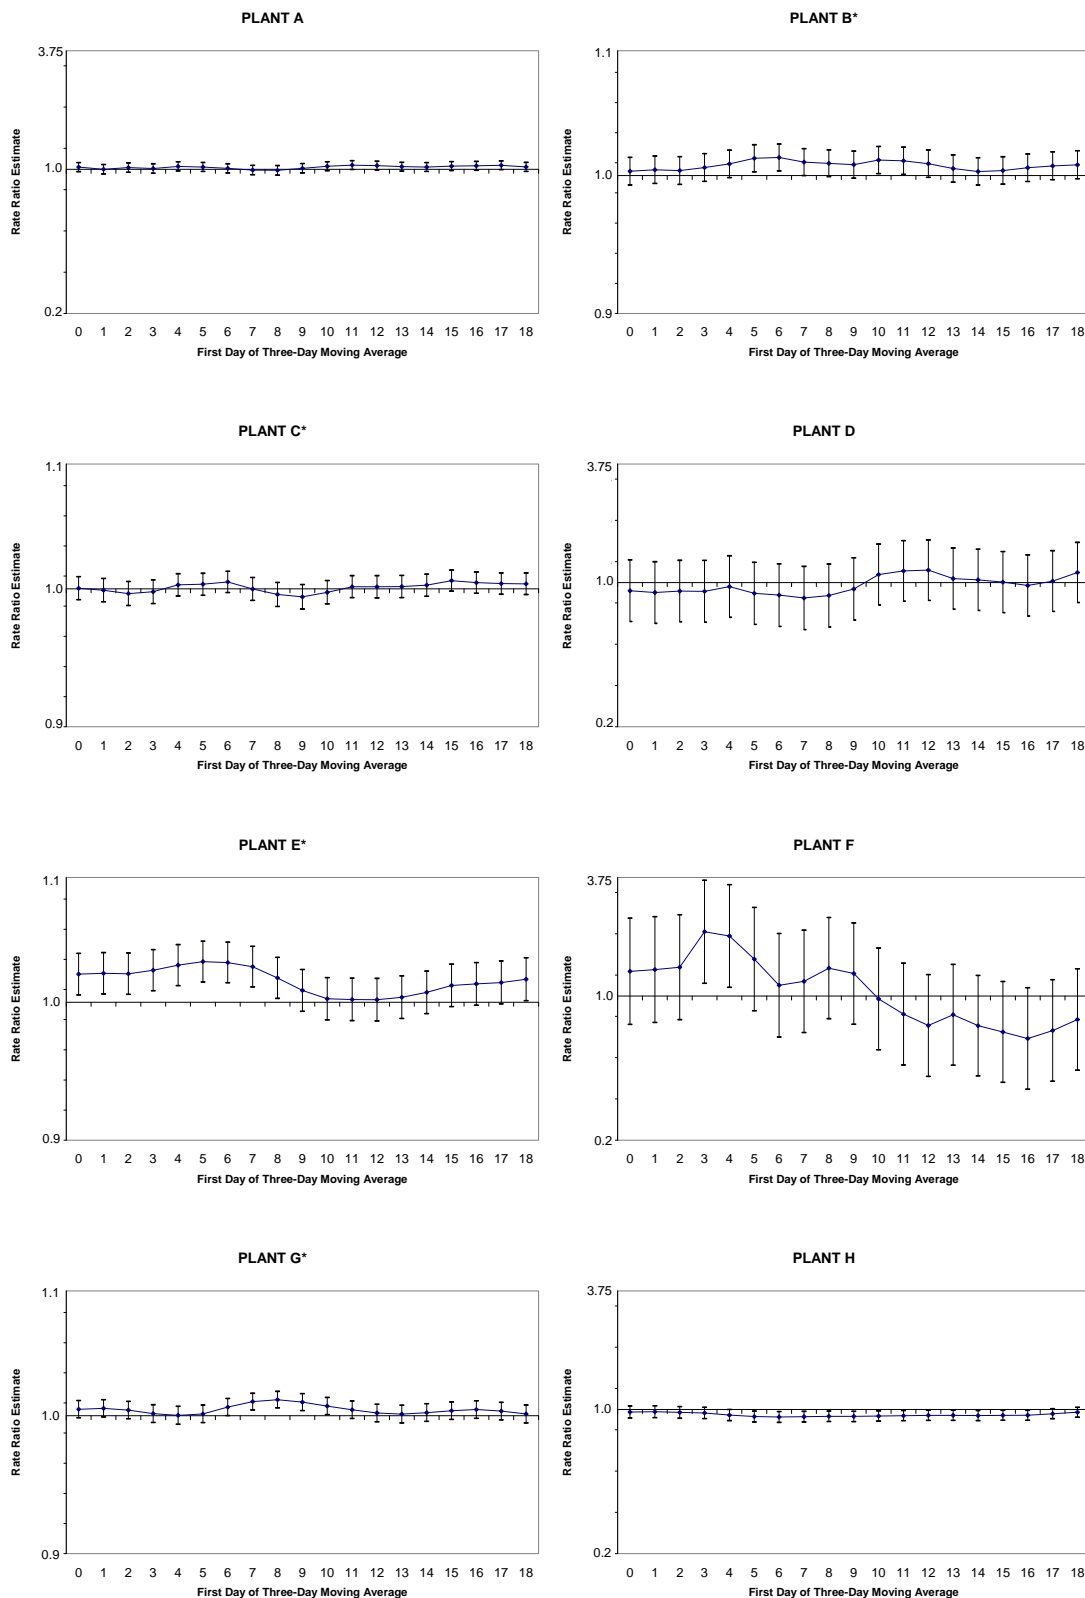 PLANT A
3.75
1.0
0.2
Rate Ratio Estimate
0 1 2 3 4 5 6 7 8 9 10 11 12 13 14 15 16 17 18
First Day of Three-Day Moving Average
PLANT B*
1.1
1.0
0.9
Rate Ratio Estimate
0 1 2 3 4 5 6 7 8 9 10 11 12 13 14 15 16 17 18
First Day of Three-Day Moving Average
PLANT C*
1.1
1.0
0.9
Rate Ratio Estimate
0 1 2 3 4 5 6 7 8 9 10 11 12 13 14 15 16 17 18
First Day of Three-Day Moving Average
PLANT D
3.75
1.0
0.2
Rate Ratio Estimate
0 1 2 3 4 5 6 7 8 9 10 11 12 13 14 15 16 17 18
First Day of Three-Day Moving Average
PLANT E*
1.1
1.0
0.9
Rate Ratio Estimate
0 1 2 3 4 5 6 7 8 9 10 11 12 13 14 15 16 17 18
First Day of Three-Day Moving Average
PLANT F
3.75
1.0
0.2
Rate Ratio Estimate
0 1 2 3 4 5 6 7 8 9 10 11 12 13 14 15 16 17 18
First Day of Three-Day Moving Average
PLANT G*
1.1
1.0
0.9
Rate Ratio Estimate
0 1 2 3 4 5 6 7 8 9 10 11 12 13 14 15 16 17 18
First Day of Three-Day Moving Average
PLANT H
3.75
1.0
0.2
Rate Ratio Estimate
0 1 2 3 4 5 6 7 8 9 10 11 12 13 14 15 16 17 18
First Day of Three-Day Moving Average